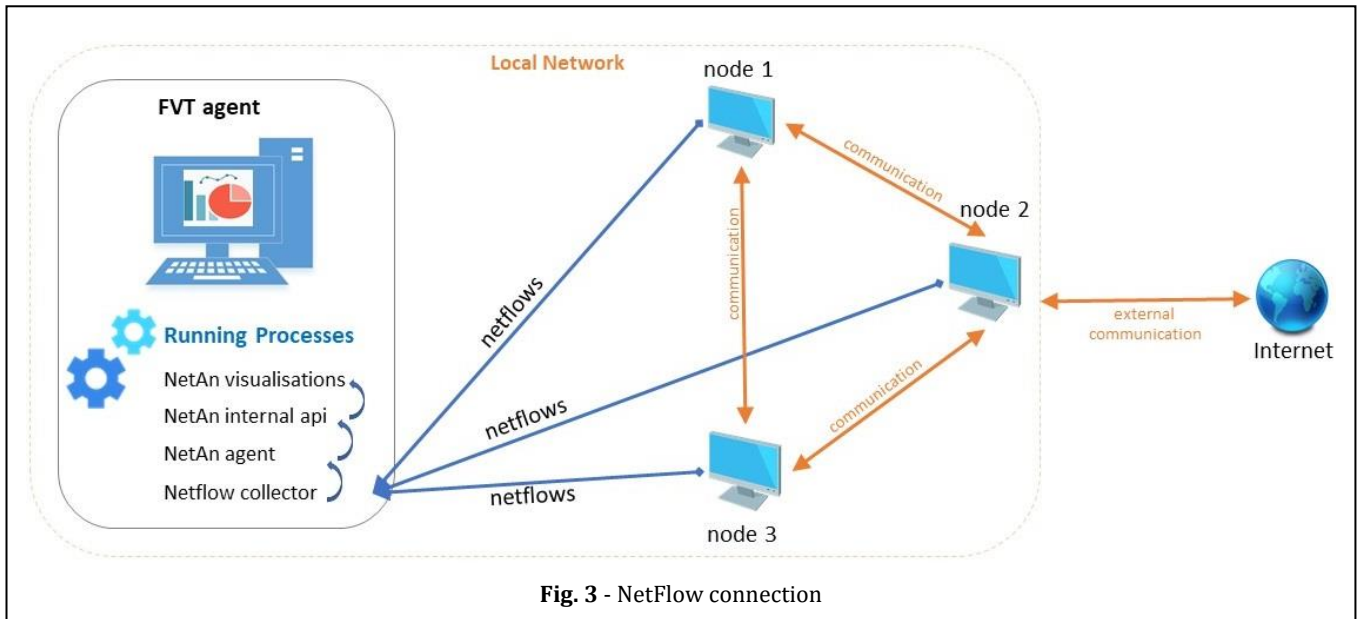 Local Network
FVT agent
Running Processes
NetAn visualisations
NetAn internal api
NetAn agent
Netflow collector
netflows
netflows
netflows
node 1
communication
node 2
communication
communication
node 3
external
communication
Internet
Fig. 3 - NetFlow connection